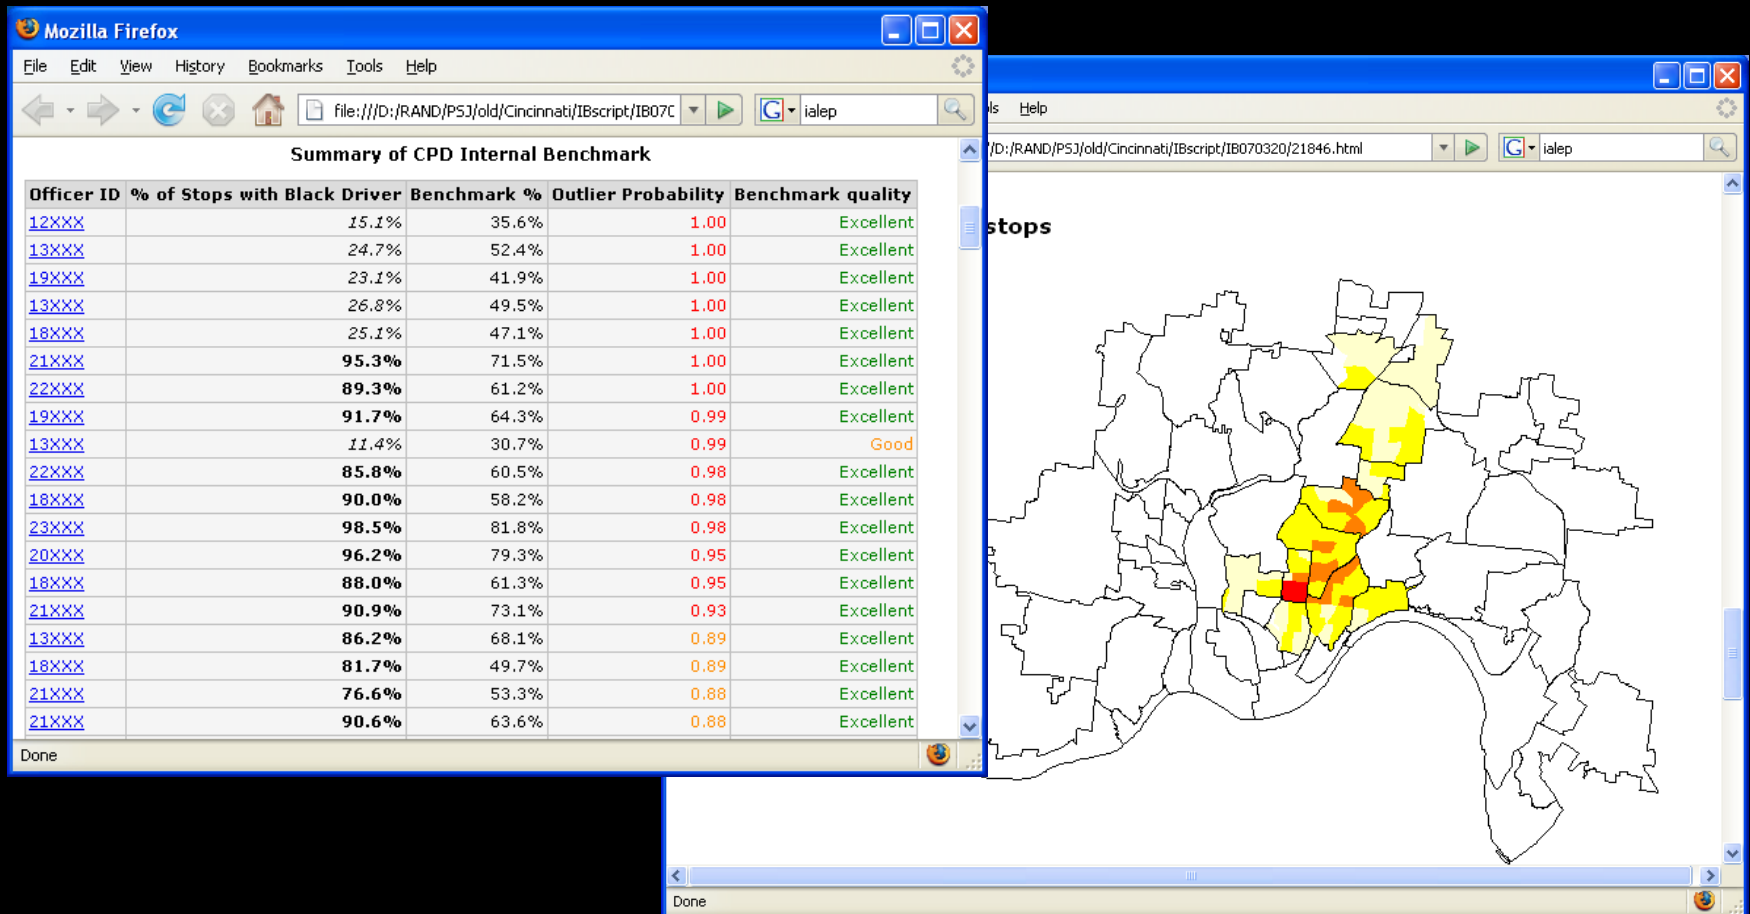 Mozilla Firefox
File Edit View History Bookmarks Tools Help
file:///D:/RAND/PSJ/old/Cincinnati/IBscript/IB070 G ialep
Summary of CPD Internal Benchmark
Officer ID % of Stops with Black Driver Benchmark % Outlier Probability Benchmark quality
12XXX 15.1% 35.6% 1.00 Excellent
13XXX 24.7% 52.4% 1.00 Excellent
19XXX 23.1% 41.9% 1.00 Excellent
13XXX 26.8% 49.5% 1.00 Excellent
18XXX 25.1% 47.1% 1.00 Excellent
21XXX 95.3% 71.5% 1.00 Excellent
22XXX 89.3% 61.2% 1.00 Excellent
19XXX 91.7% 64.3% 0.99 Excellent
13XXX 11.4% 30.7% 0.99 Good
22XXX 85.8% 60.5% 0.98 Excellent
18XXX 90.0% 58.2% 0.98 Excellent
23XXX 98.5% 81.8% 0.98 Excellent
20XXX 96.2% 79.3% 0.95 Excellent
18XXX 88.0% 61.3% 0.95 Excellent
21XXX 90.9% 73.1% 0.93 Excellent
13XXX 86.2% 68.1% 0.89 Excellent
18XXX 81.7% 49.7% 0.89 Excellent
21XXX 76.6% 53.3% 0.88 Excellent
21XXX 90.6% 63.6% 0.88 Excellent
Done
ls Help
/D:/RAND/PSJ/old/Cincinnati/IBscript/IB070320/21846.html G ialep
stops
Done